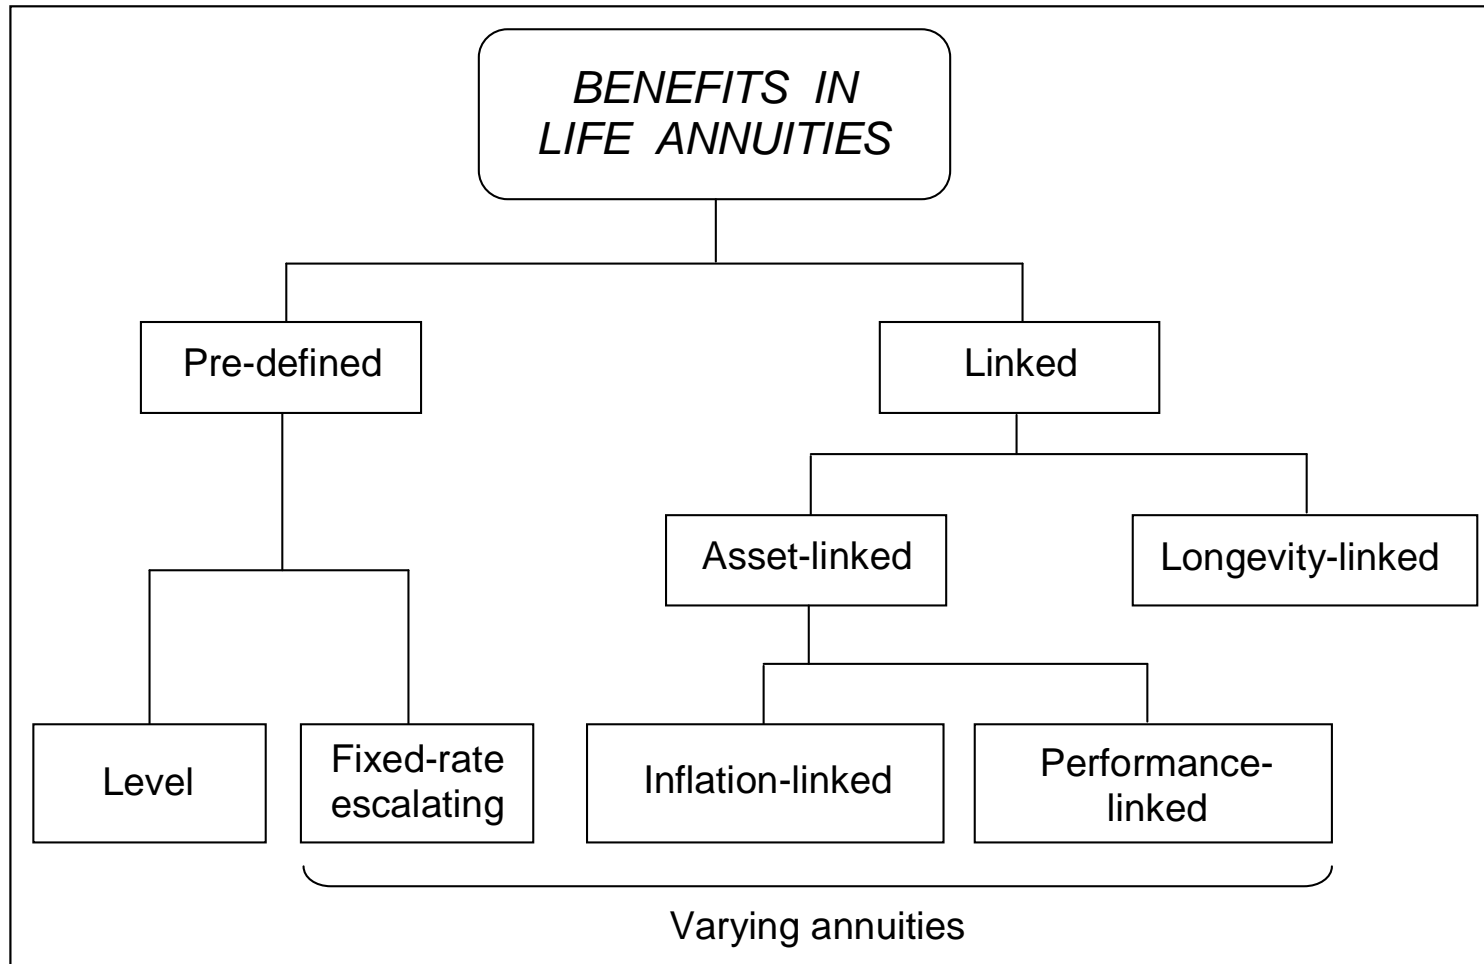 BENEFITS IN
LIFE ANNUITIES
Pre-defined
Linked
Asset-linked
Longevity-linked
Level
Fixed-rate
escalating
Inflation-linked
Performance-
linked
Varying annuities